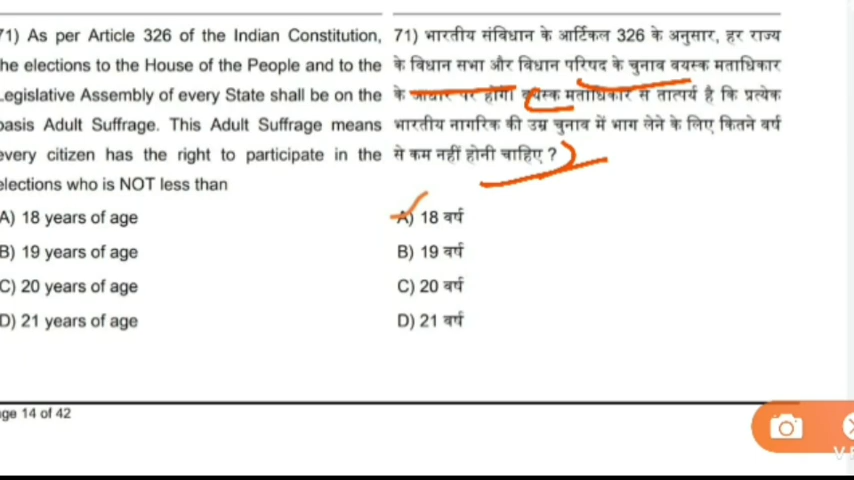 71) As per Article 326 of the Indian Constitution,
he elections to the House of the People and to the
Legislative Assembly of every State shall be on the
basis Adult Suffrage. This Adult Suffrage means
every citizen has the right to participate in the
elections who is NOT less than
A) 18 years of age
B) 19 years of age
C) 20 years of age
D) 21 years of age
71) भारतीय संविधान के आर्टिकल 326 के अनुसार, हर राज्य
के विधान सभा और विधान परिषद के चुनाव वयस्क मताधिकार
के आधार पर होगा वयस्क मताधिकार से तात्पर्य है कि प्रत्येक
भारतीय नागरिक की उम्र चुनाव में भाग लेने के लिए कितने वर्ष
से कम नहीं होनी चाहिए ?
A) 18 वर्ष
B) 19 वर्ष
C) 20 वर्ष
D) 21 वर्ष
ge 14 of 42